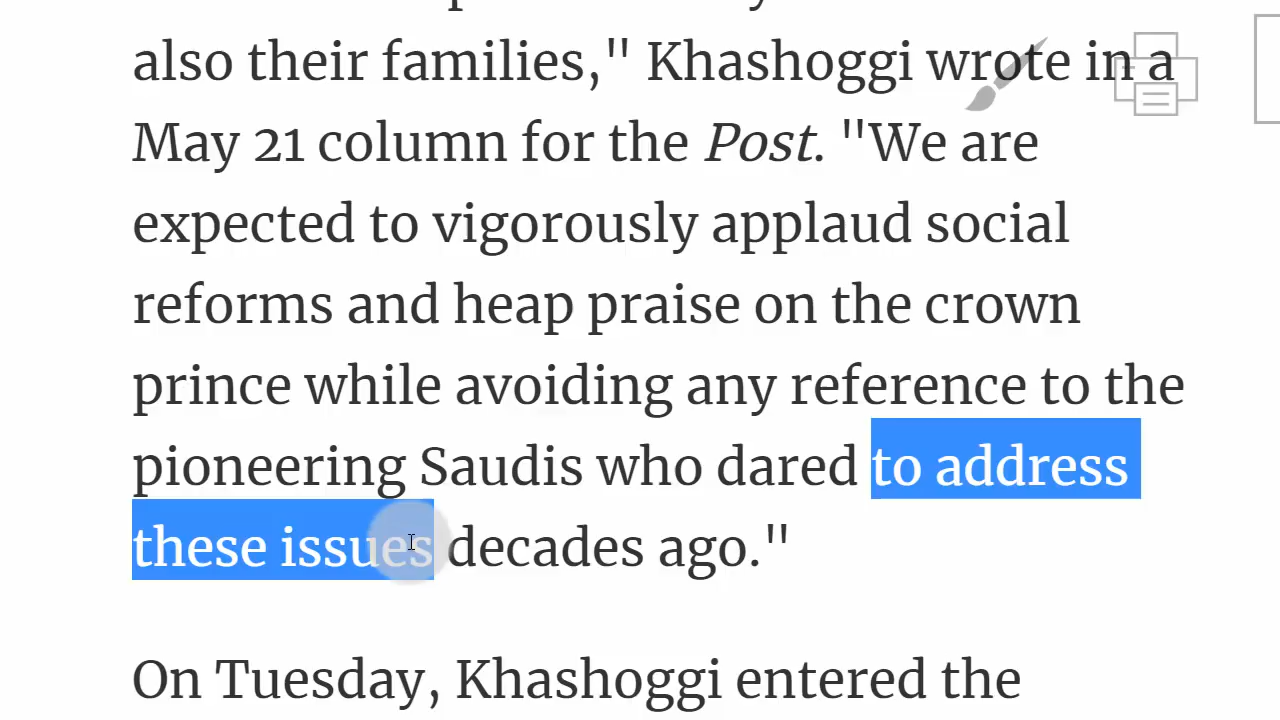 also their families," Khashoggi wrote in a
May 21 column for the Post. "We are
expected to vigorously applaud social
reforms and heap praise on the crown
prince while avoiding any reference to the
pioneering Saudis who dared to address
these issues decades ago."
On Tuesday, Khashoggi entered the